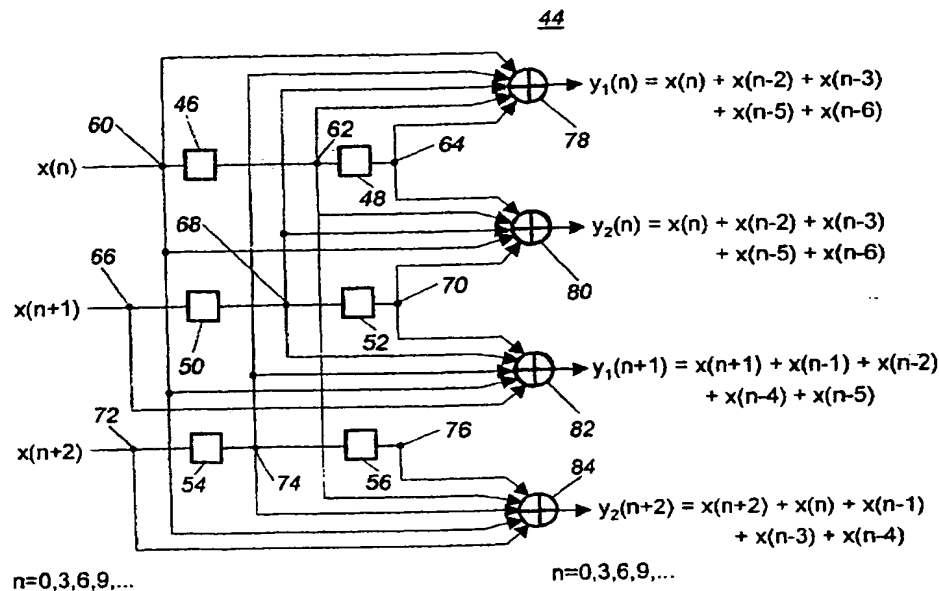 44
y₁(n) = x(n) + x(n-2) + x(n-3)
+ x(n-5) + x(n-6)
46
60
62
64
78
x(n)
48
68
y₂(n) = x(n) + x(n-2) + x(n-3)
+ x(n-5) + x(n-6)
66
70
80
x(n+1)
50
52
y₁(n+1) = x(n+1) + x(n-1) + x(n-2)
+ x(n-4) + x(n-5)
72
76
82
x(n+2)
54
74
56
84
y₂(n+2) = x(n+2) + x(n) + x(n-1)
+ x(n-3) + x(n-4)
n=0,3,6,9,...
n=0,3,6,9,...